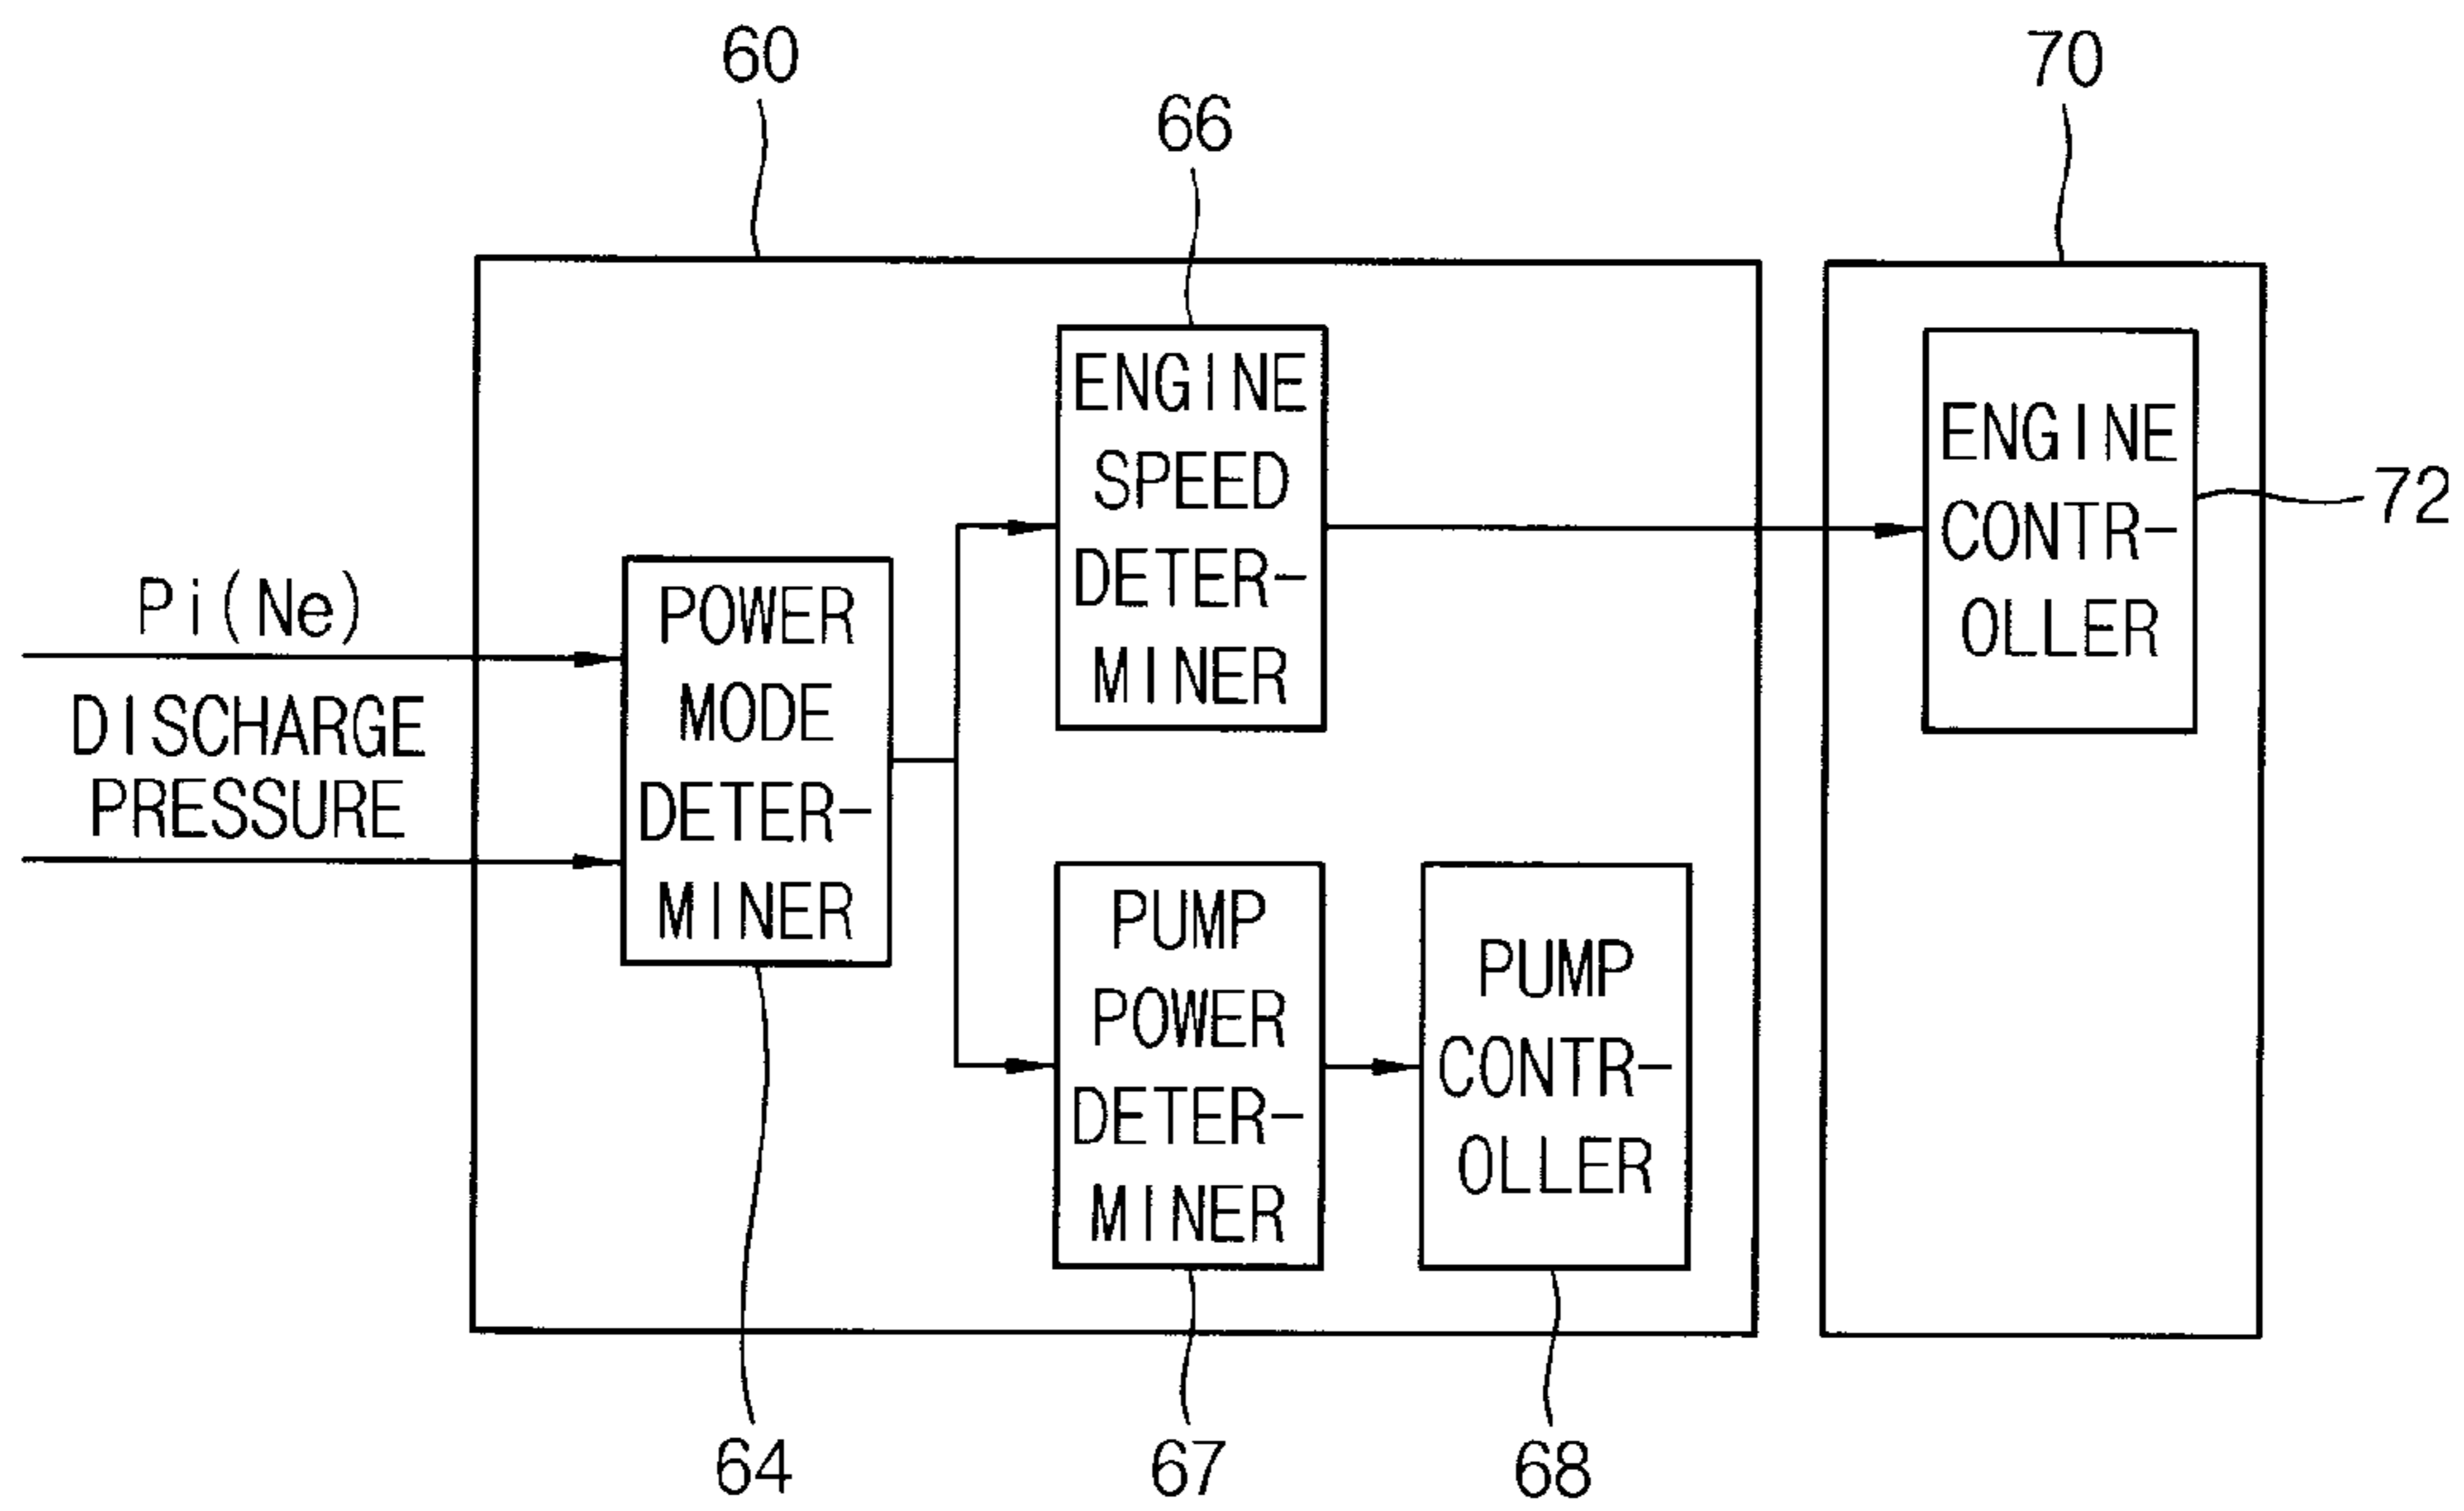 60
70
66
ENGINE
SPEED
DETER-
MINER
ENGINE
CONTR-
OLLER
72
Pi(Ne)
DISCHARGE
PRESSURE
POWER
MODE
DETER-
MINER
PUMP
POWER
DETER-
MINER
PUMP
CONTR-
OLLER
64
67
68